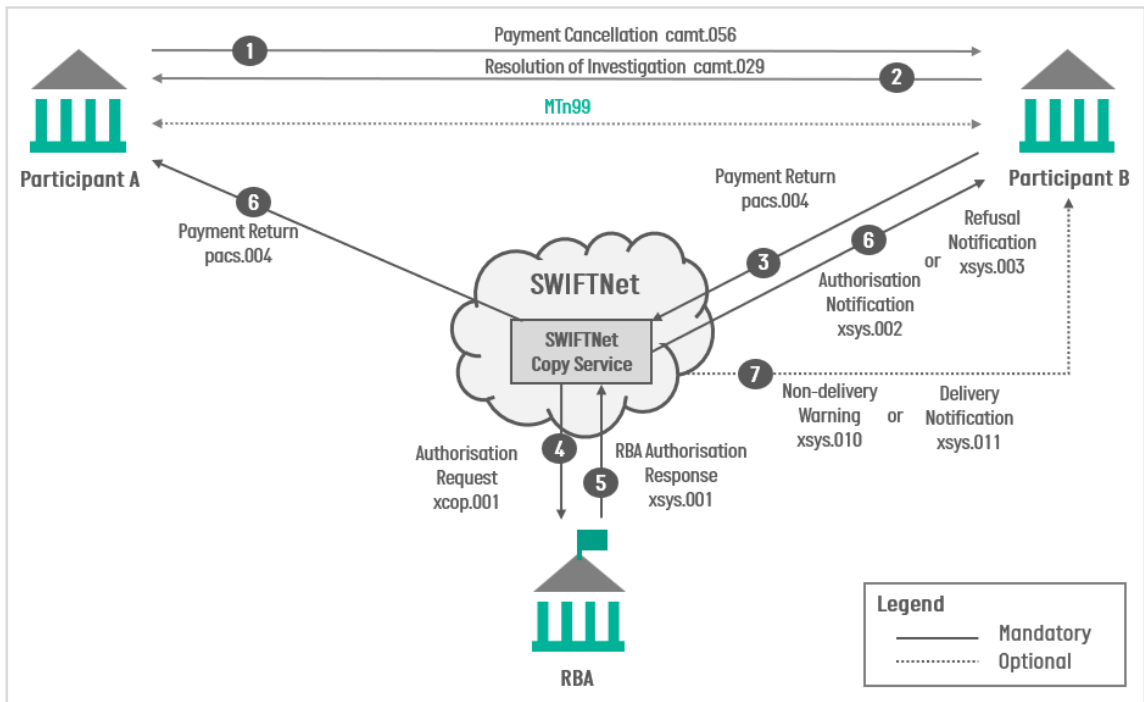 1
Payment Cancellation camt.056
Resolution of Investigation camt.029
2
MTn99
Participant A
Participant B
6
Payment Return
pacs.004
Payment Return
pacs.004
3
6
Refusal
Notification
xsys.003
or
Authorisation
Notification
xsys.002
SWIFTNet
SWIFTNet
Copy Service
7
Non-delivery
Warning
xsys.010
or
Delivery
Notification
xsys.011
4
Authorisation
Request
xcop.001
5
RBA Authorisation
Response
xsys.001
RBA
Legend
Mandatory
Optional